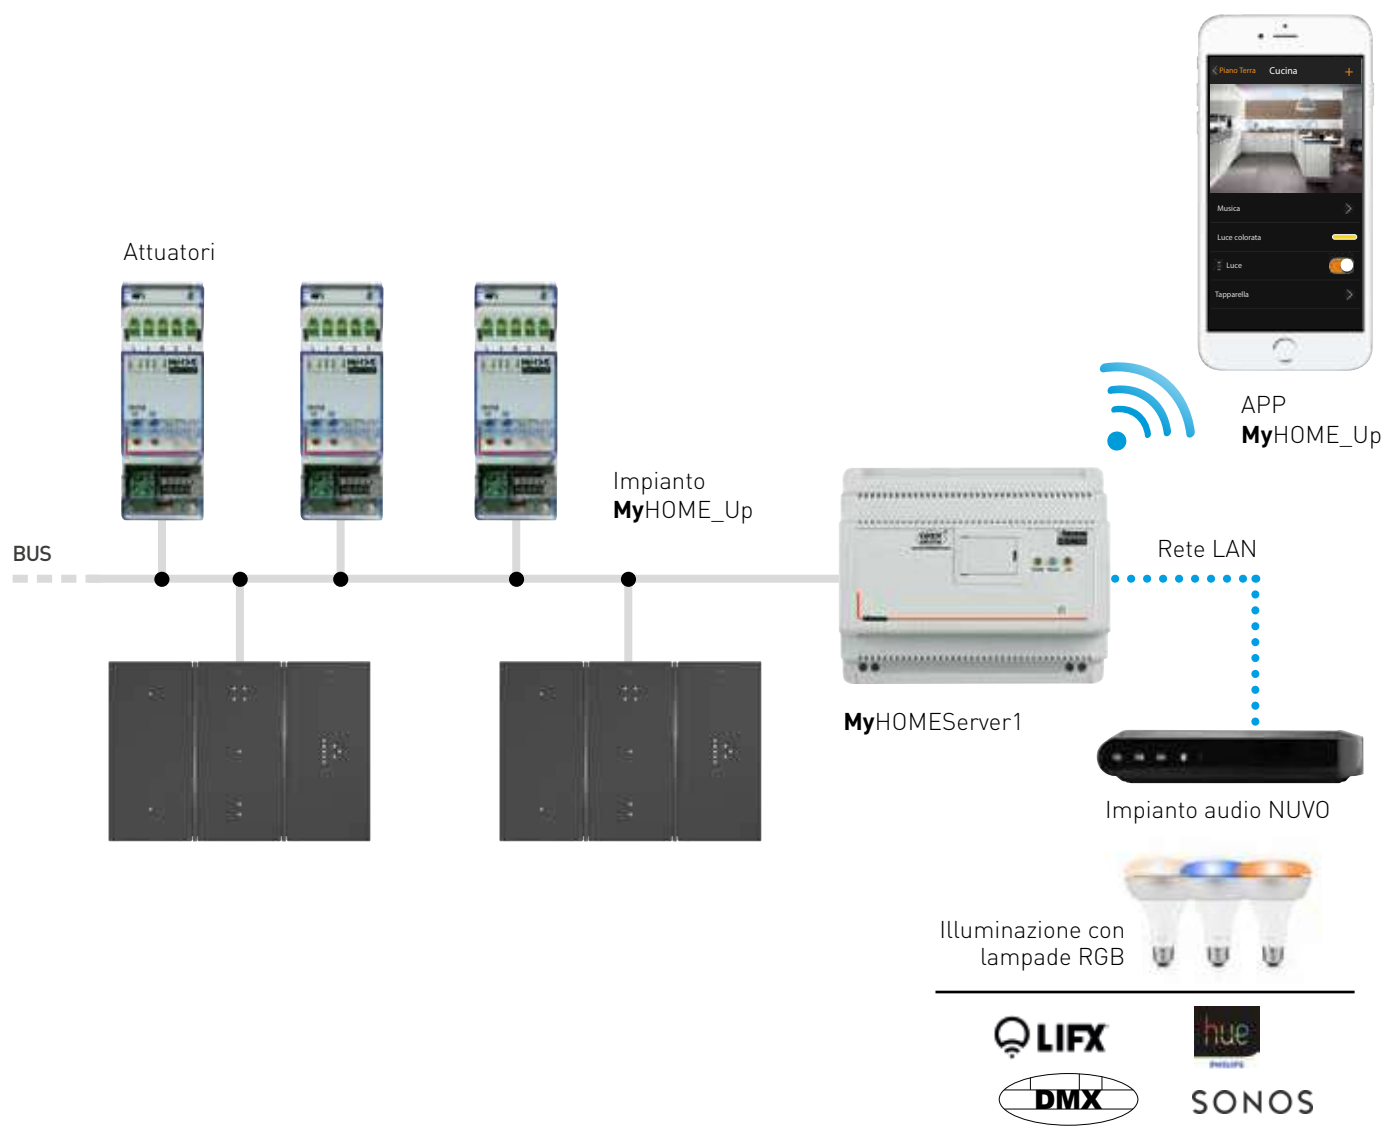 Piano Terra Cucina +
Musica
Luce colorata
Luce
Tapparella
Attuatori
APP
MyHOME_Up
Impianto
MyHOME_Up
BUS
Rete LAN
MyHOMEServer1
Impianto audio NUVO
Illuminazione con
lampade RGB
LIFX
hue
PHILIPS
DMX
SONOS